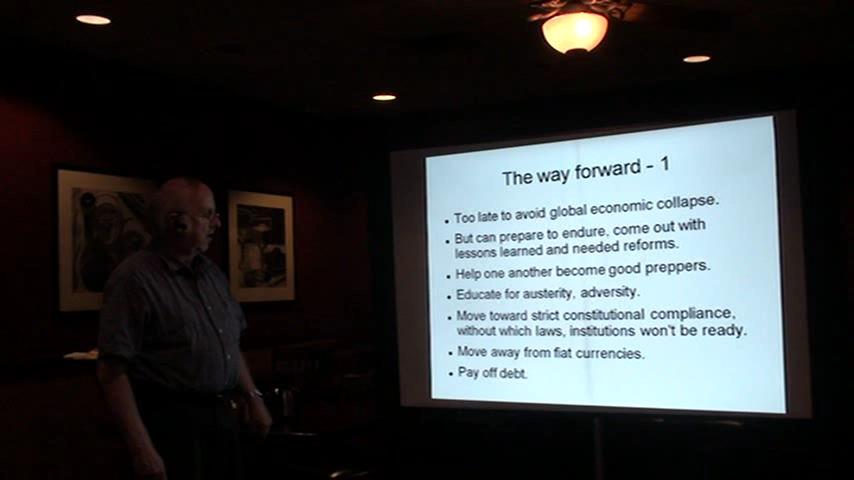 The way forward - 1
• Too late to avoid global economic collapse.
• But can prepare to endure, come out with
lessons learned and needed reforms.
• Help one another become good preppers.
• Educate for austerity, adversity.
• Move toward strict constitutional compliance,
without which laws, institutions won't be ready.
• Move away from fiat currencies.
• Pay off debt.